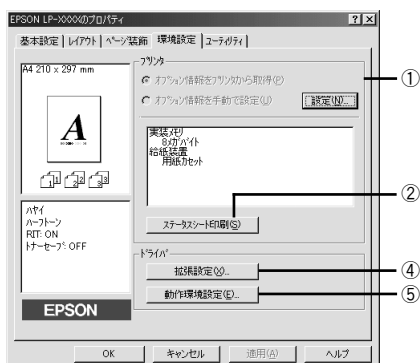 EPSON LP-XXXXのプロパティ
基本設定 レイアウト ページ装飾 環境設定 ユーティリティ
A4 210 x 297 mm
A
1 1 2 2 3 3
ハヤイ
ハーフトーン
RIT: ON
トナーセーブ: OFF
EPSON
プリンタ
オプション情報をプリンタから取得(P)
オプション情報を手動で設定(U)
設定(N)...
実装メモリ
8メガバイト
給紙装置
用紙カセット
ステータスシート印刷(S)
ドライバ
拡張設定(X)...
動作環境設定(E)...
OK キャンセル 適用(A) ヘルプ
①
②
④
⑤